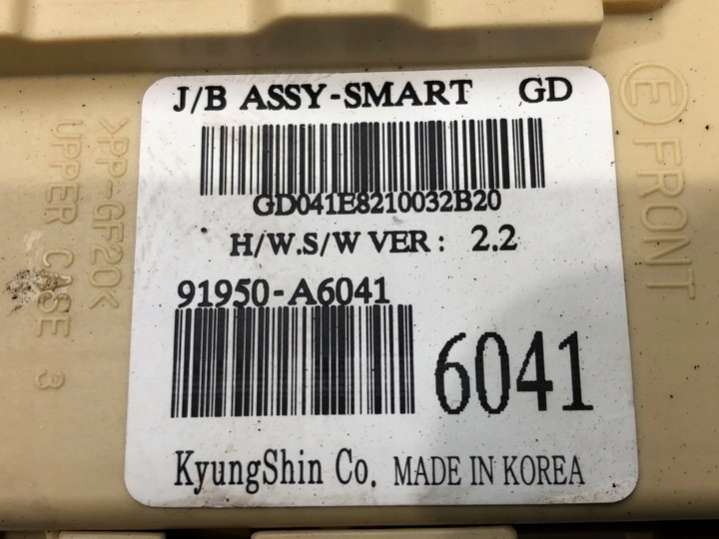 J/B ASSY-SMART GD
GD041E8210032B20
H/W.S/W VER : 2.2
91950-A6041
6041
KyungShin Co. MADE IN KOREA
>PP-GF20<
UPPER CASE 3
E FRONT